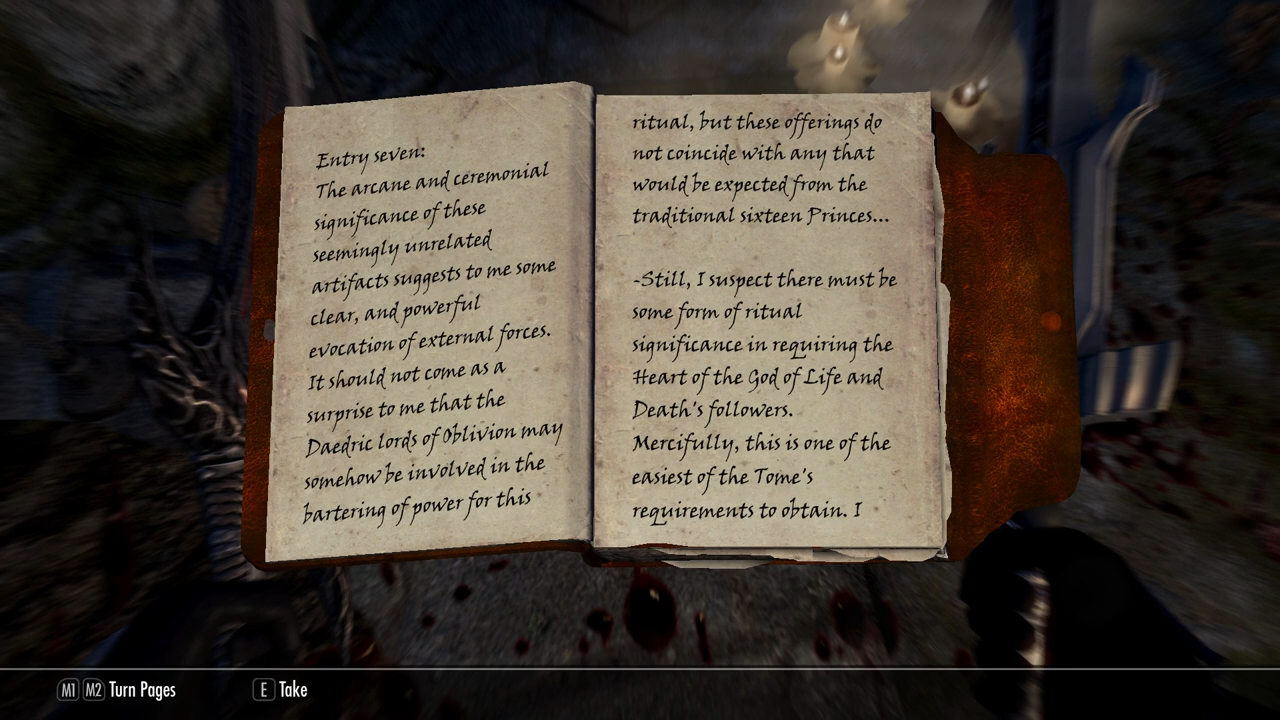 Entry seven:
The arcane and ceremonial
significance of these
seemingly unrelated
artifacts suggests to me some
clear, and powerful
evocation of external forces.
It should not come as a
surprise to me that the
Daedric lords of Oblivion may
somehow be involved in the
bartering of power for this
ritual, but these offerings do
not coincide with any that
would be expected from the
traditional sixteen Princes...
-Still, I suspect there must be
some form of ritual
significance in requiring the
Heart of the God of Life and
Death's followers.
Mercifully, this is one of the
easiest of the Tome's
requirements to obtain. I
M1 M2 Turn Pages
E Take